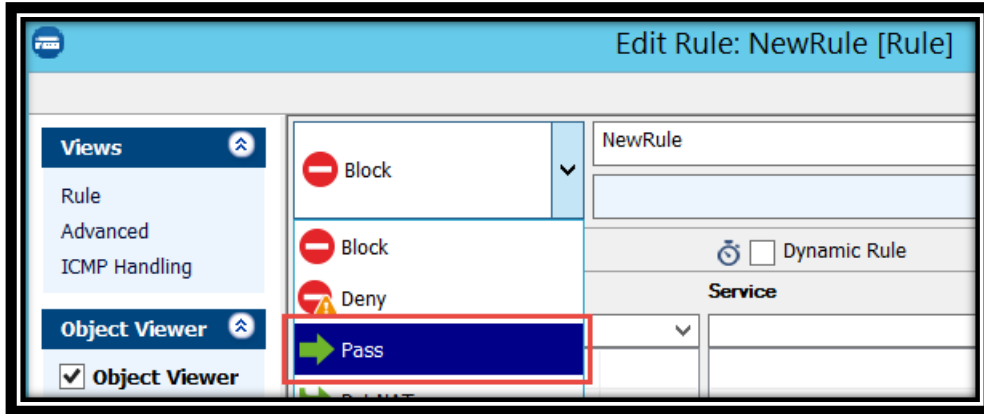 Edit Rule: NewRule [Rule]
Views
Rule
Advanced
ICMP Handling
Object Viewer
Object Viewer
Block
Block
Deny
Pass
NewRule
Dynamic Rule
Service